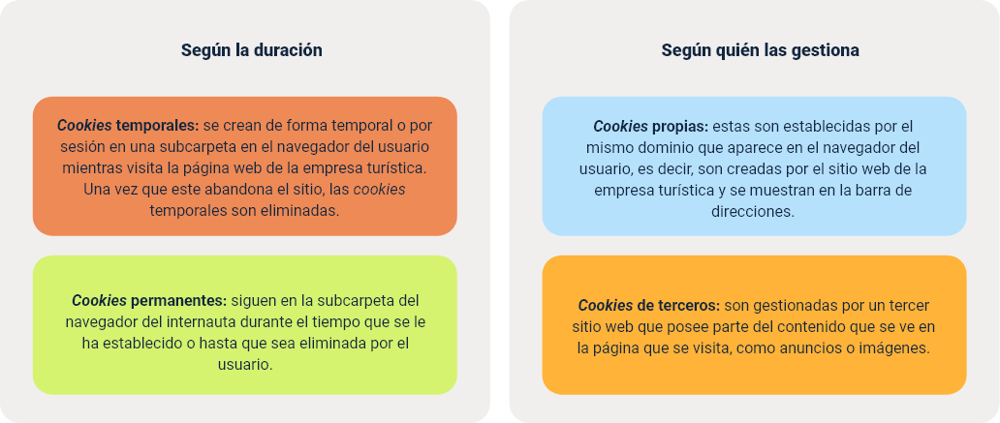 Según la duración
Cookies temporales: se crean de forma temporal o por
sesión en una subcarpeta en el navegador del usuario
mientras visita la página web de la empresa turística.
Una vez que este abandona el sitio, las cookies
temporales son eliminadas.
Cookies permanentes: siguen en la subcarpeta del
navegador del internauta durante el tiempo que se le
ha establecido o hasta que sea eliminada por el
usuario.
Según quién las gestiona
Cookies propias: estas son establecidas por el
mismo dominio que aparece en el navegador del
usuario, es decir, son creadas por el sitio web de la
empresa turística y se muestran en la barra de
direcciones.
Cookies de terceros: son gestionadas por un tercer
sitio web que posee parte del contenido que se ve en
la página que se visita, como anuncios o imágenes.